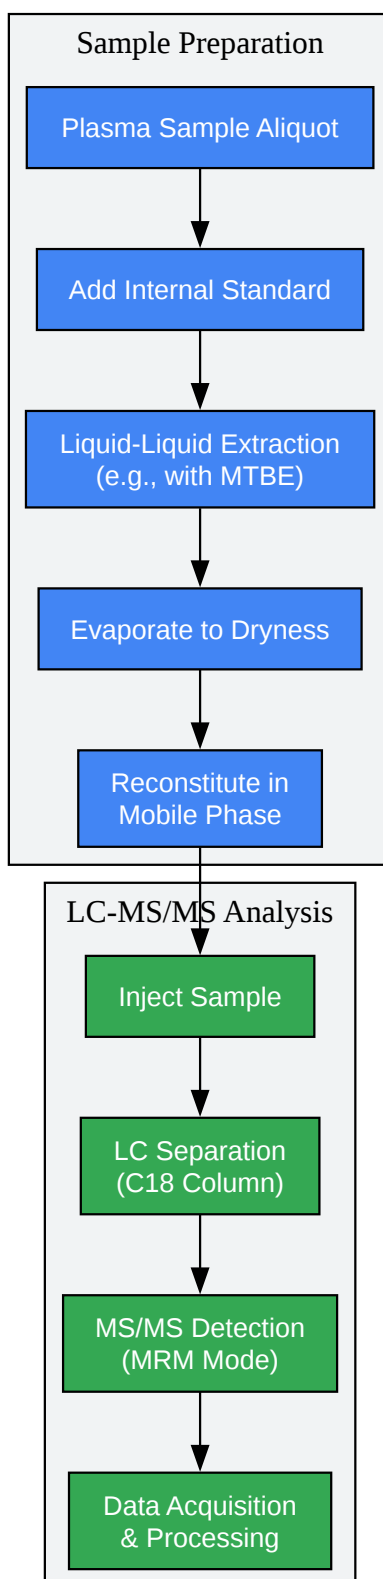 Sample Preparation
Plasma Sample Aliquot
Add Internal Standard
Liquid-Liquid Extraction
(e.g., with MTBE)
Evaporate to Dryness
Reconstitute in
Mobile Phase
LC-MS/MS Analysis
Inject Sample
LC Separation
(C18 Column)
MS/MS Detection
(MRM Mode)
Data Acquisition
& Processing